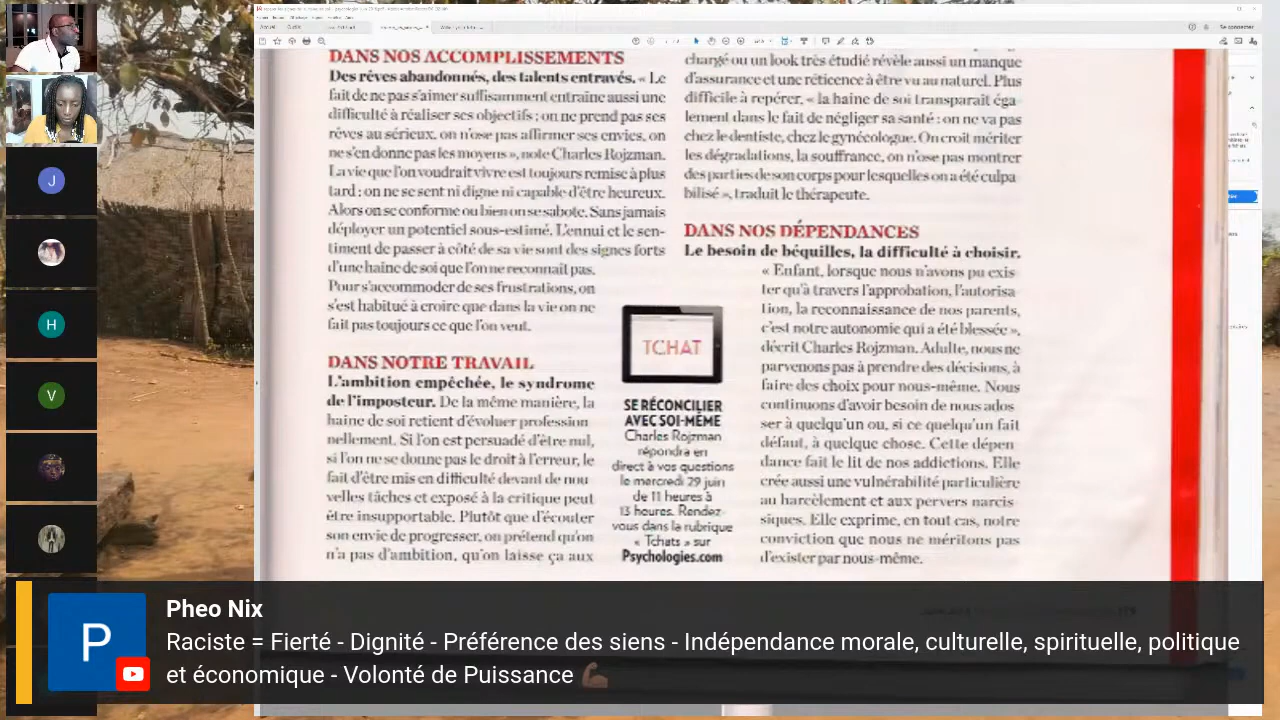 DANS NOS ACCOMPLISSEMENTS
Des rêves abandonnés, des talents entravés. « Le
fait de ne pas s'aimer suffisamment entraîne aussi une
difficulté à réaliser ses objectifs ; on ne prend pas ses
rêves au sérieux, on n'ose pas affirmer ses envies, on
ne s'en donne pas les moyens », note Charles Rojzman.
La vie que l'on voudrait vivre est toujours remise à plus
tard : on ne se sent ni digne ni capable d'être heureux.
Alors on se conforme ou bien on se sabote. Sans jamais
déployer un potentiel sous-estimé. L'ennui et le sen-
timent de passer à côté de sa vie sont des signes forts
d'une haine de soi que l'on ne reconnaît pas.
Pour s'accommoder de ses frustrations, on
s'est habitué à croire que dans la vie on ne
fait pas toujours ce que l'on veut.
DANS NOTRE TRAVAIL
L'ambition empêchée, le syndrome
de l'imposteur. De la même manière, la
haine de soi retient d'évoluer profession
nellement. Si l'on est persuadé d'être nul,
si l'on ne se donne pas le droit à l'erreur, le
fait d'être mis en difficulté devant de nou
velles tâches et exposé à la critique peut
être insupportable. Plutôt que d'écouter
son envie de progresser, on prétend qu'on
n'a pas d'ambition, qu'on laisse ça aux
TCHAT
SE RÉCONCILIER
AVEC SOI-MÊME
Charles Rojzman
répondra en
direct à vos questions
le mercredi 29 juin
de 11 heures à
13 heures. Rendez-
vous dans la rubrique
« Tchats » sur
Psychologies.com
chargé ou un look très étudié révèle aussi un manque
d'assurance et une réticence à être vu au naturel. Plus
difficile à repérer, « la haine de soi transparaît éga
lement dans le fait de négliger sa santé : on ne va pas
chez le dentiste, chez le gynécologue. On croit mériter
les dégradations, la souffrance, on n'ose pas montrer
des parties de son corps pour lesquelles on a été culpa
bilisé », traduit le thérapeute.
DANS NOS DÉPENDANCES
Le besoin de béquilles, la difficulté à choisir.
« Enfant, lorsque nous n'avons pu exis
ter qu'à travers l'approbation, l'autorisa
tion, la reconnaissance de nos parents,
c'est notre autonomie qui a été blessée »,
décrit Charles Rojzman. Adulte, nous ne
parvenons pas à prendre des décisions, à
faire des choix pour nous-même. Nous
continuons d'avoir besoin de nous ados
ser à quelqu'un ou, si ce quelqu'un fait
défaut, à quelque chose. Cette dépen
dance fait le lit de nos addictions. Elle
crée aussi une vulnérabilité particulière
au harcèlement et aux pervers narcis
siques. Elle exprime, en tout cas, notre
conviction que nous ne méritons pas
d'exister par nous-même.
J
H
V
P
Pheo Nix
Raciste = Fierté - Dignité - Préférence des siens - Indépendance morale, culturelle, spirituelle, politique
et économique - Volonté de Puissance 💪🏽